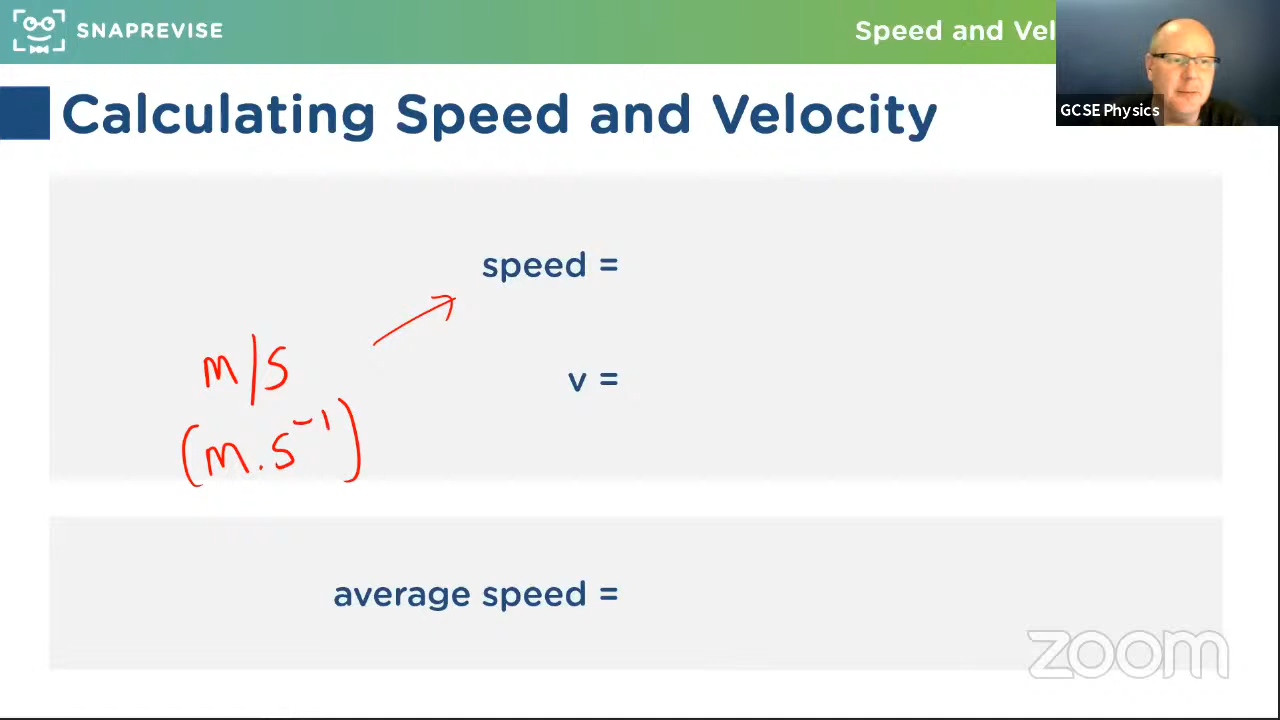 SNAPREVISE
Speed and Vel
GCSE Physics
Calculating Speed and Velocity
speed =
m/s
v =
(m.s⁻¹)
average speed =
zoom